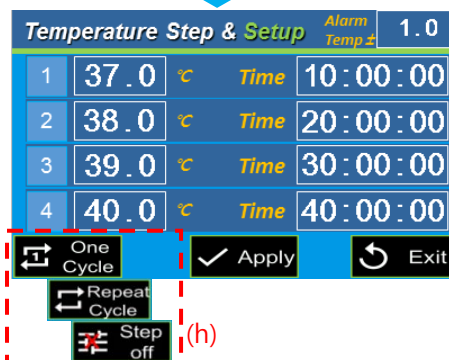 Temperature Step & Setup Alarm Temp± 1.0
1 37.0 ℃ Time 10:00:00
2 38.0 ℃ Time 20:00:00
3 39.0 ℃ Time 30:00:00
4 40.0 ℃ Time 40:00:00
1 One Cycle Apply Exit
Repeat Cycle
Step off (h)